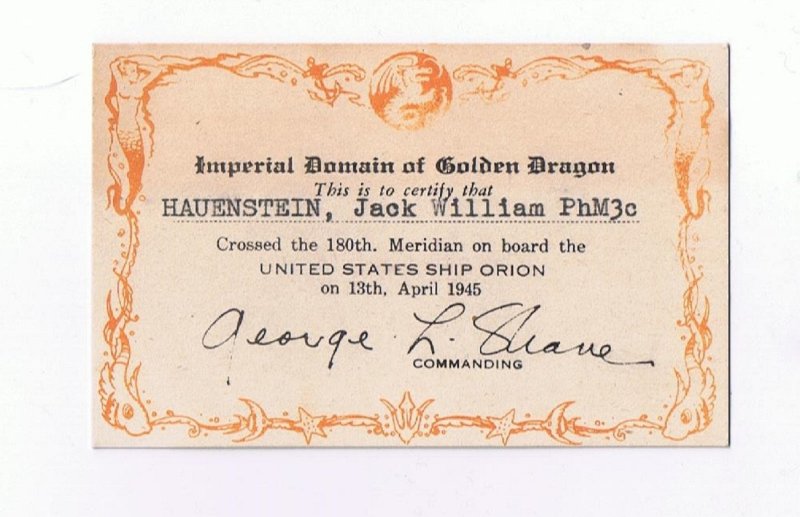 Imperial Domain of Golden Dragon
This is to certify that
HAUENSTEIN, Jack William PhM3c
Crossed the 180th. Meridian on board the
UNITED STATES SHIP ORION
on 13th, April 1945
George L. Shane
COMMANDING